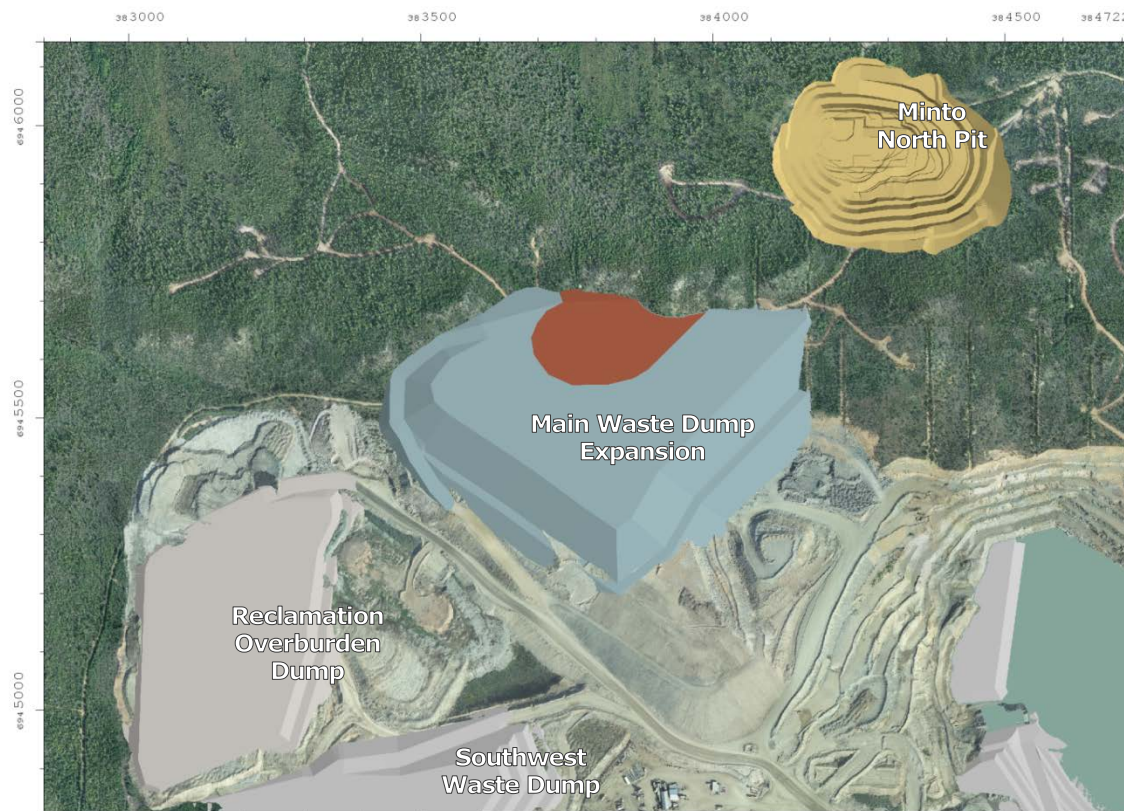 383000
383500
384000
384500
384722
6946000
Minto
North Pit
6945500
Main Waste Dump
Expansion
Reclamation
Overburden
Dump
6945000
Southwest
Waste Dump